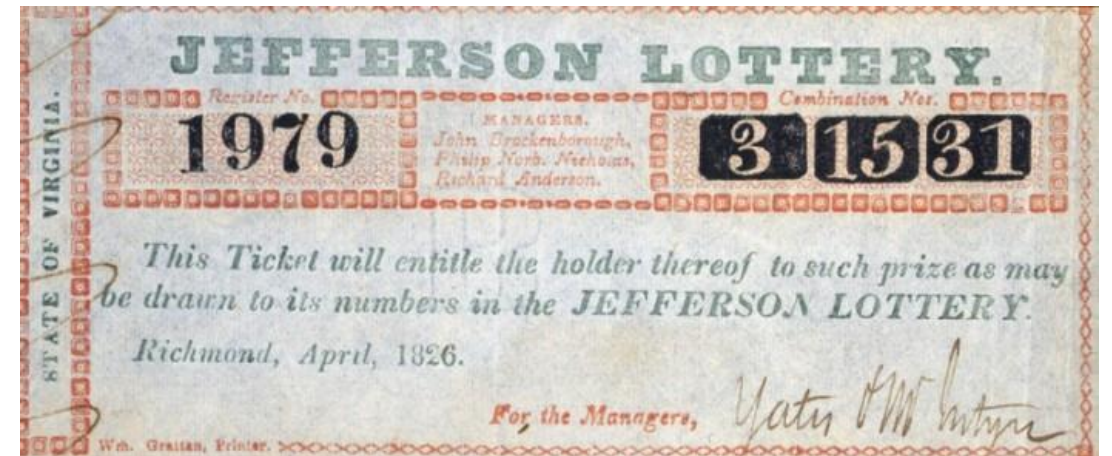 JEFFERSON LOTTERY.
Register No.
1979
MANAGERS.
John Brockenborough,
Philip Norb. Nicholas,
Richard Anderson.
Combination Nos.
3 15 31
STATE OF VIRGINIA.
This Ticket will entitle the holder thereof to such prize as may
be drawn to its numbers in the JEFFERSON LOTTERY.
Richmond, April, 1826.
For the Managers,
Yates & McIntyre
Wm. Grattan, Printer.